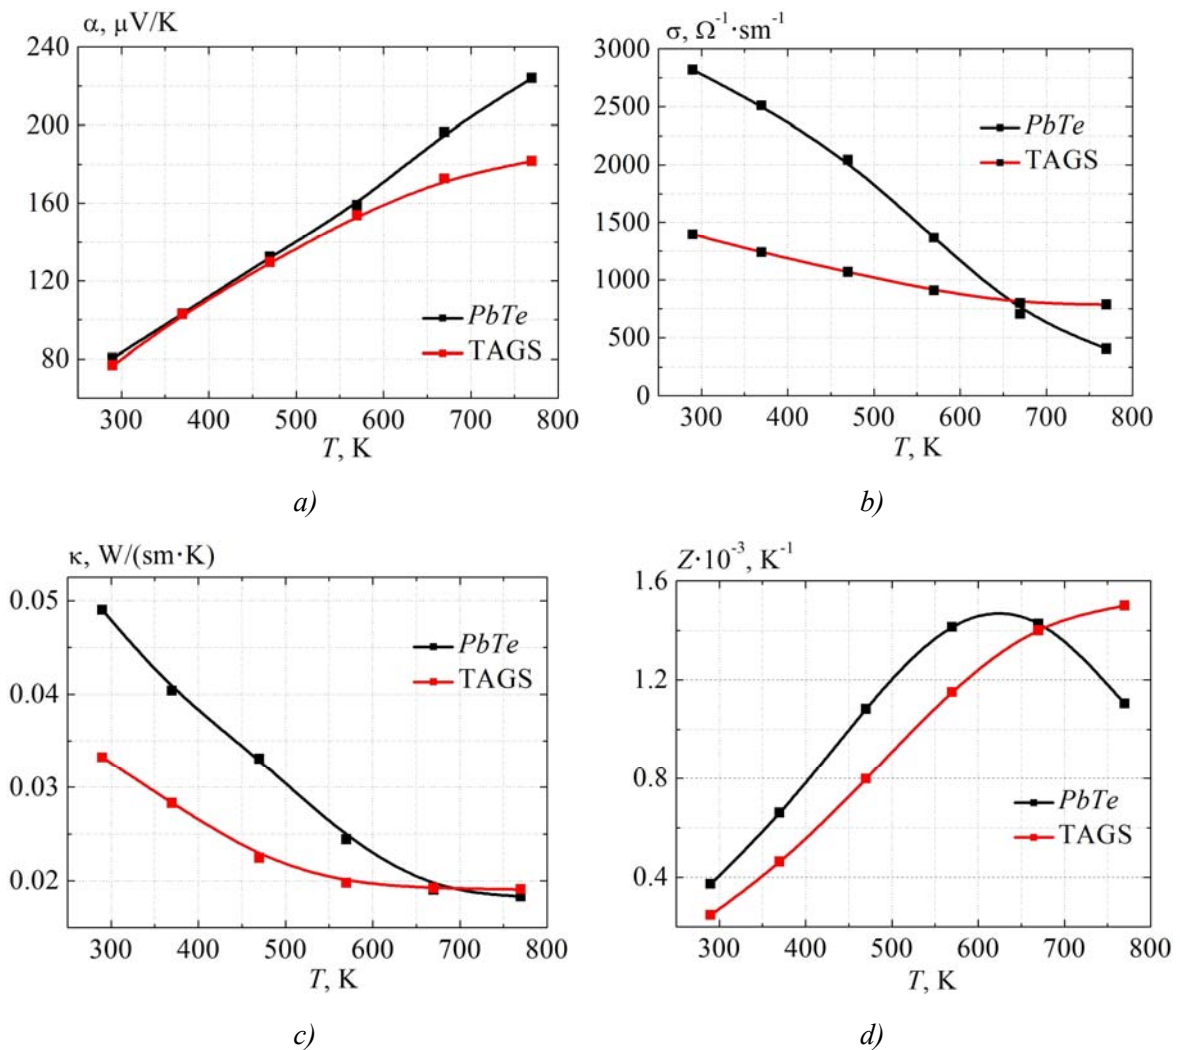 α, μV/K
240
200
160
120
80
300 400 500 600 700 800
T, K
PbTe
TAGS
a)
σ, Ω⁻¹·sm⁻¹
3000
2500
2000
1500
1000
500
0
300 400 500 600 700 800
T, K
PbTe
TAGS
b)
κ, W/(sm·K)
0.05
0.04
0.03
0.02
300 400 500 600 700 800
T, K
PbTe
TAGS
c)
Z·10⁻³, K⁻¹
1.6
1.2
0.8
0.4
300 400 500 600 700 800
T, K
PbTe
TAGS
d)